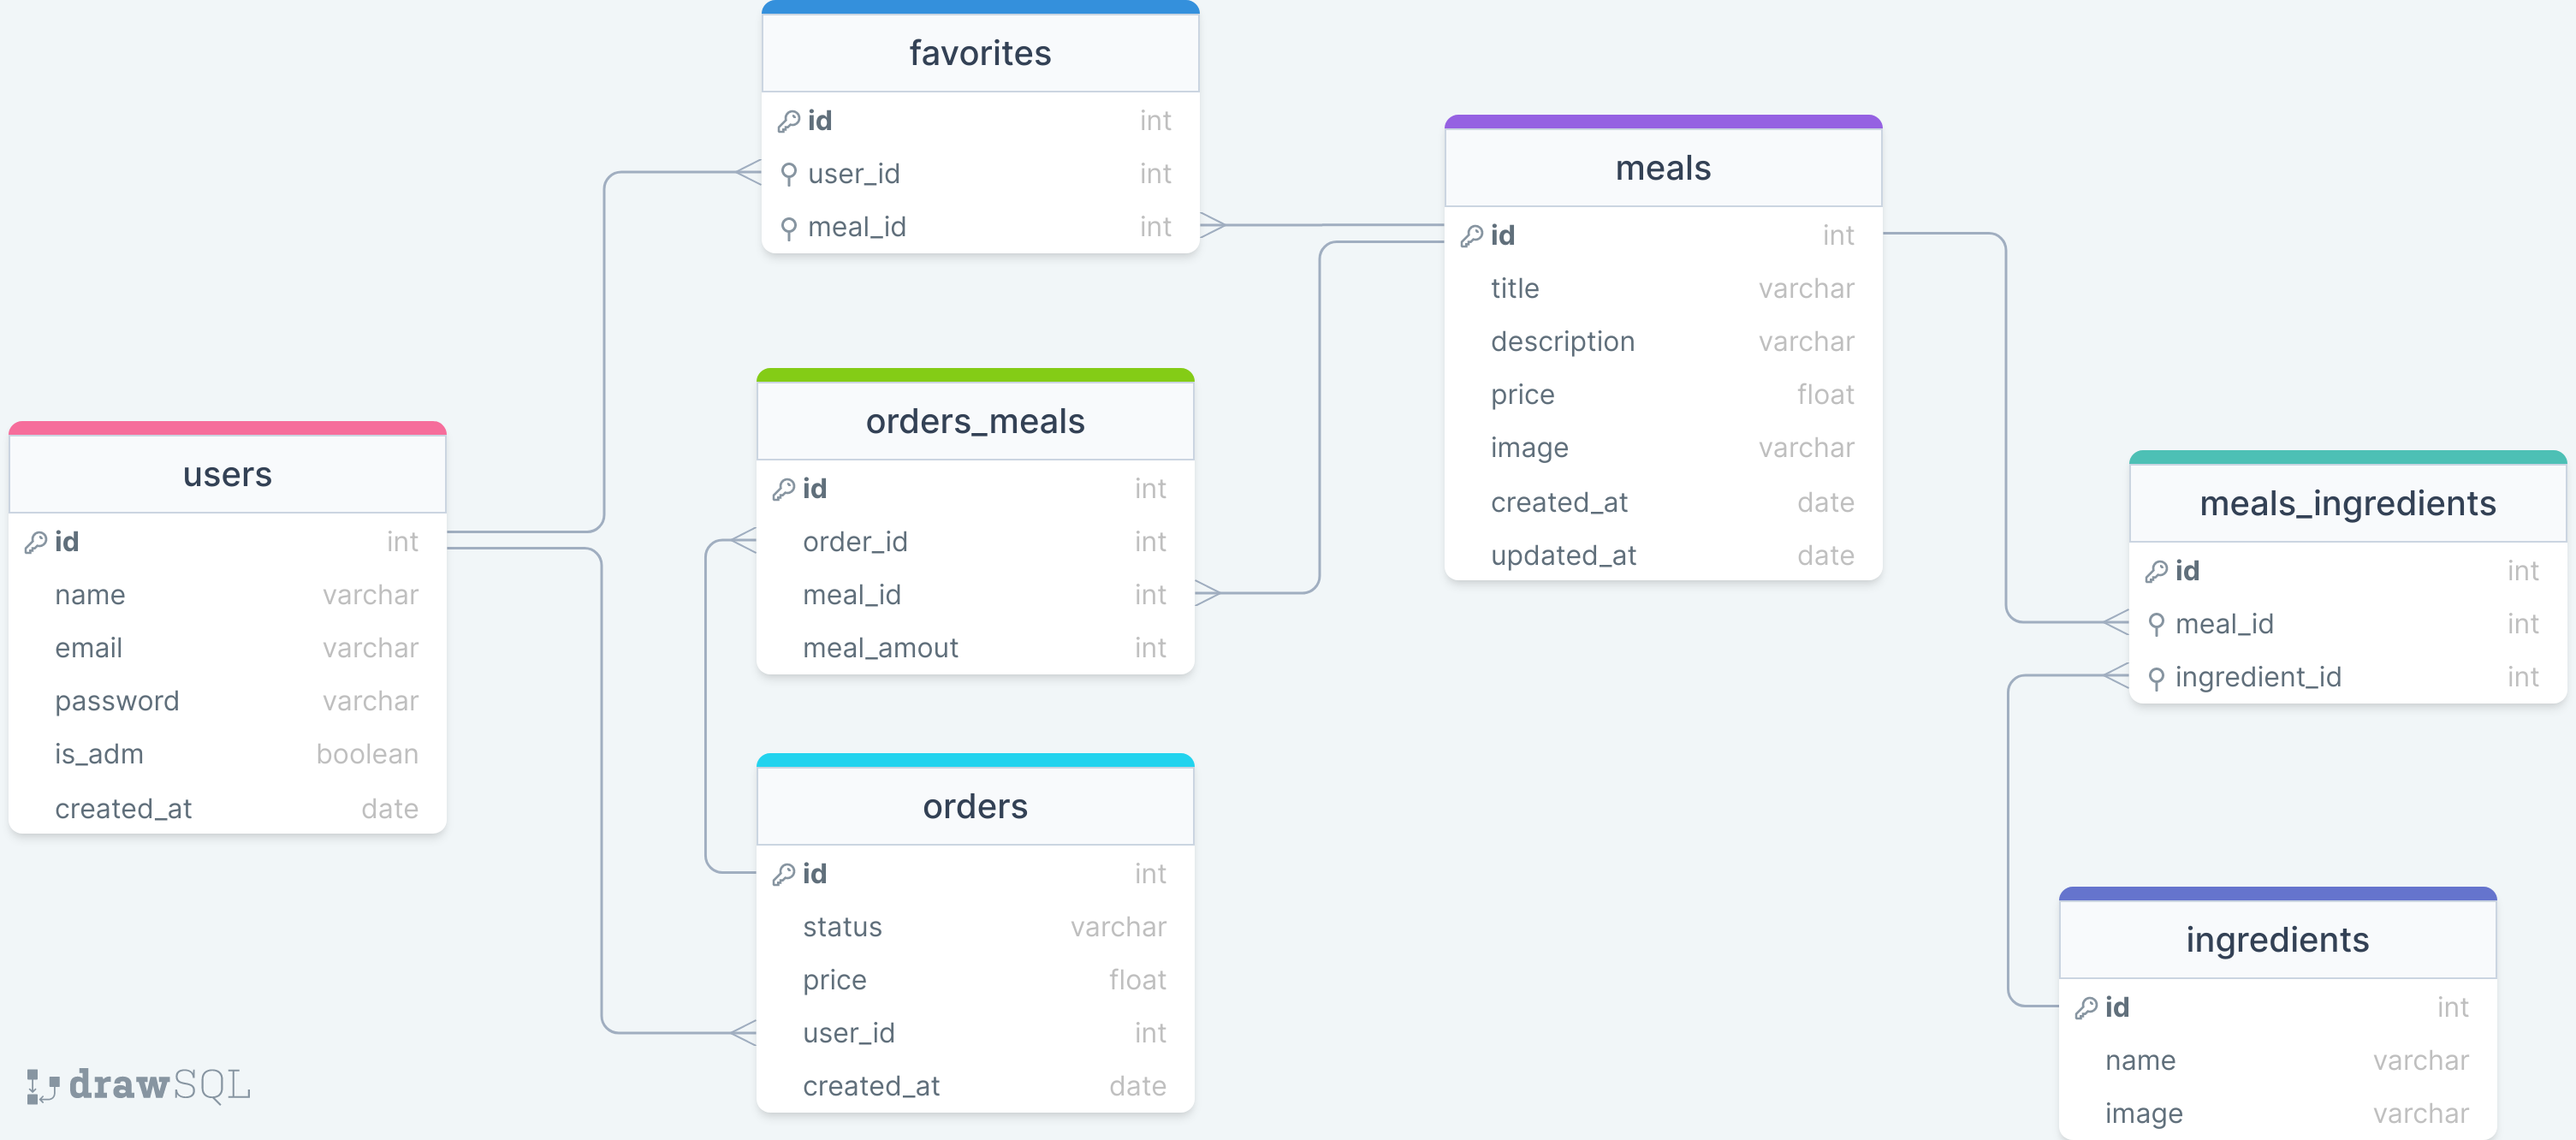 favorites
id int
user_id int
meal_id int
meals
id int
title varchar
description varchar
price float
image varchar
created_at date
updated_at date
orders_meals
id int
order_id int
meal_id int
meal_amout int
users
id int
name varchar
email varchar
password varchar
is_adm boolean
created_at date
meals_ingredients
id int
meal_id int
ingredient_id int
orders
id int
status varchar
price float
user_id int
created_at date
ingredients
id int
name varchar
image varchar
drawSQL